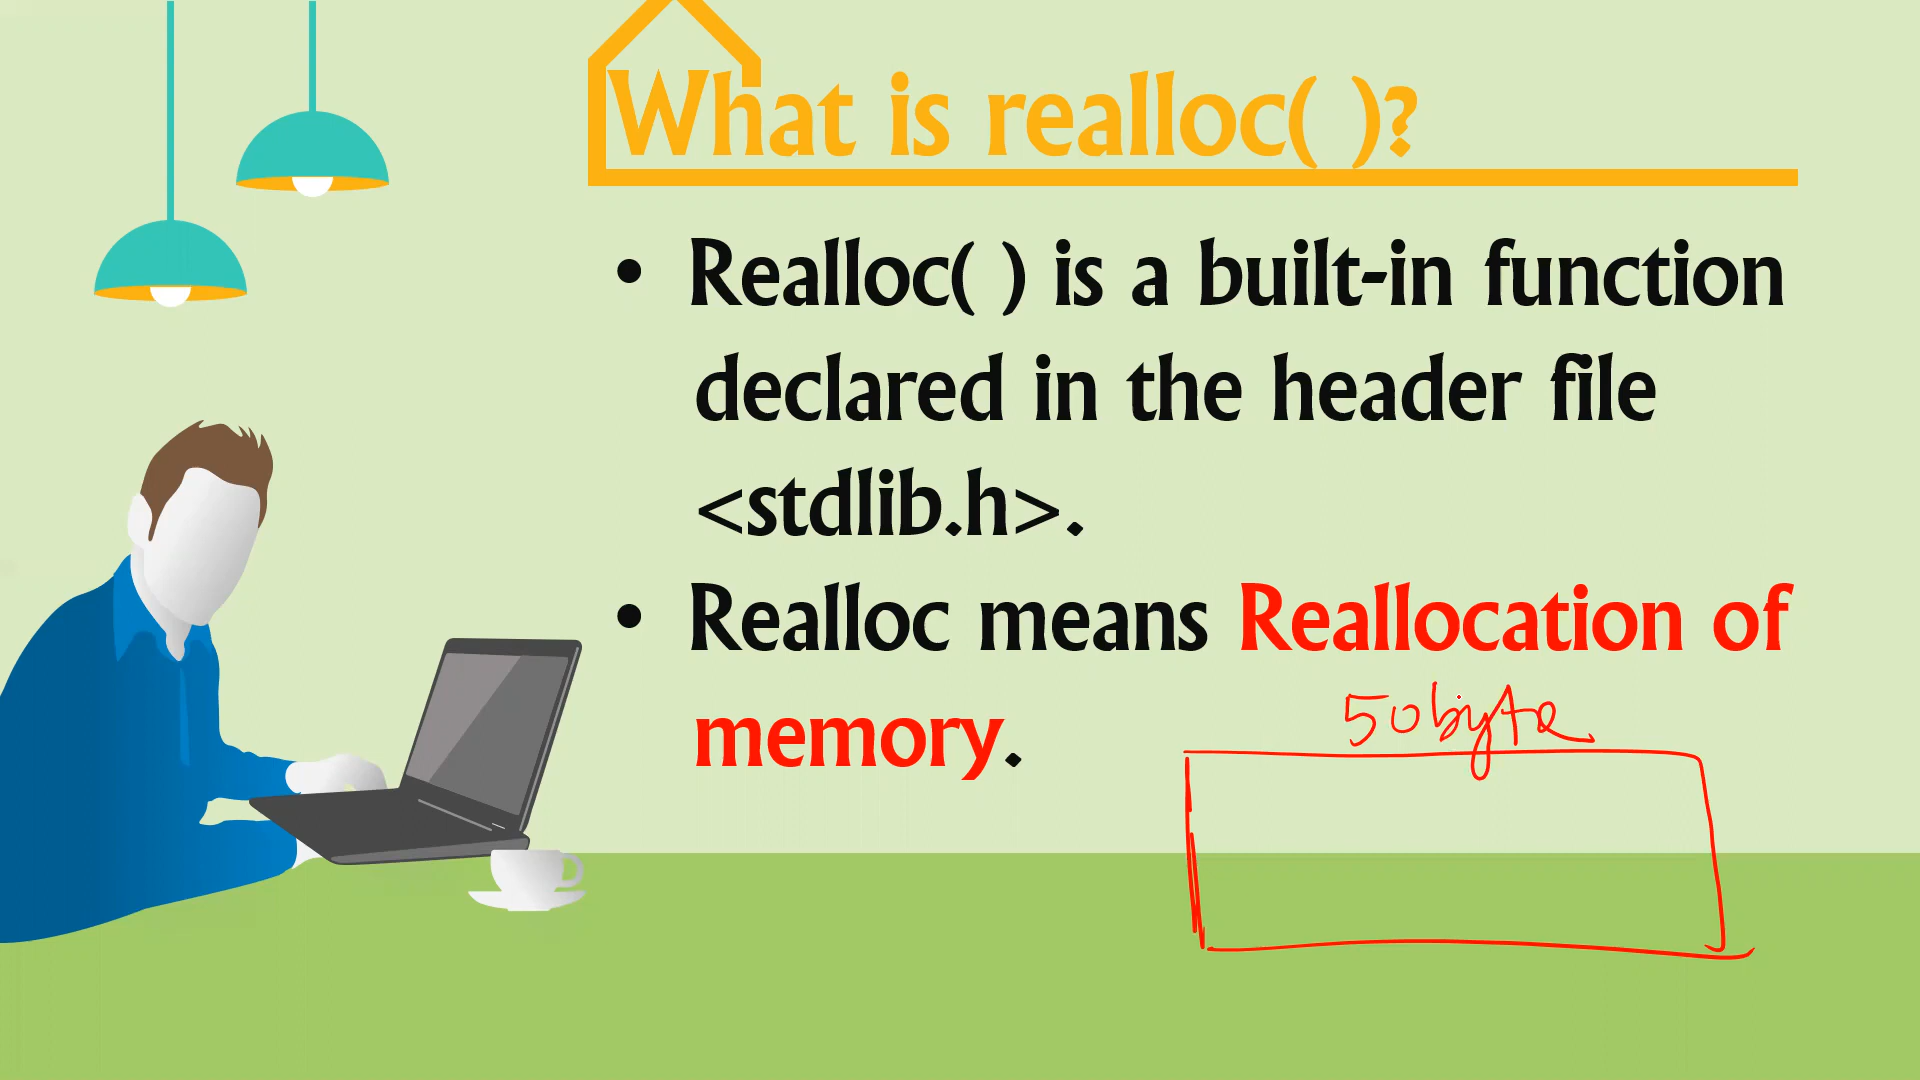 What is realloc( )?
• Realloc( ) is a built-in function
declared in the header file
<stdlib.h>.
• Realloc means Reallocation of
memory.
50byte